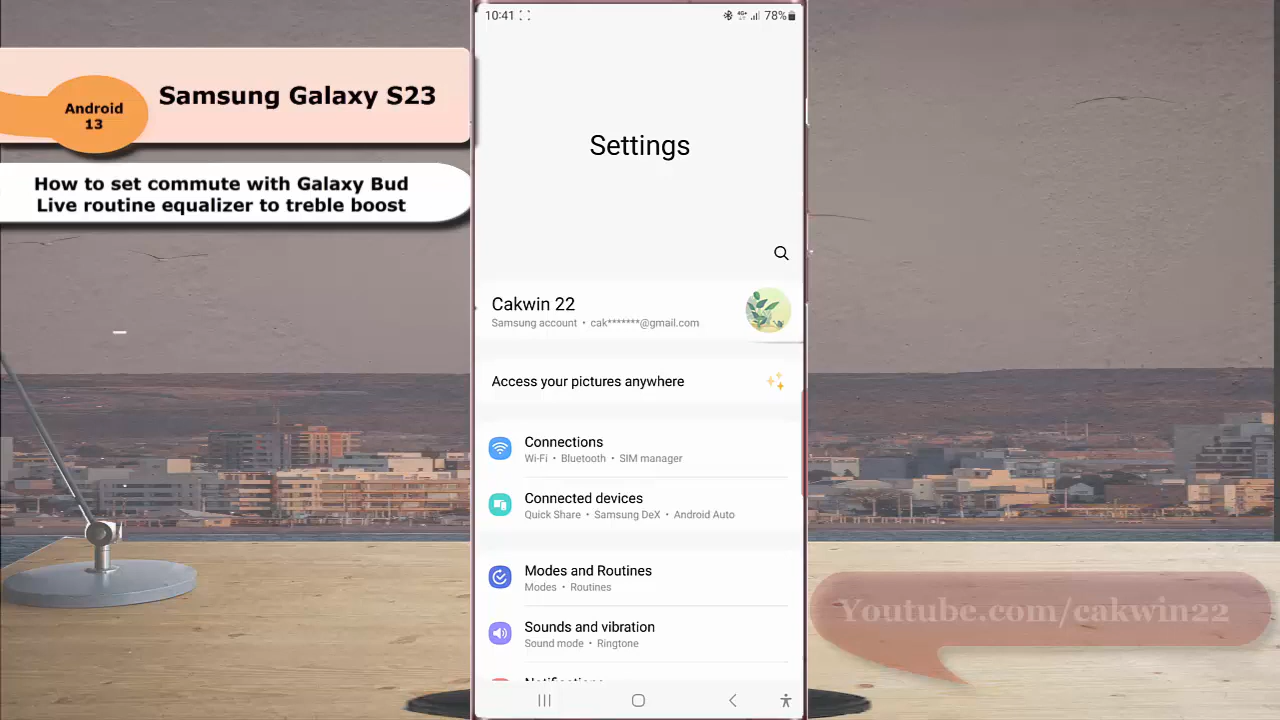 Samsung Galaxy S23
Android
13
How to set commute with Galaxy Bud
Live routine equalizer to treble boost
10:41
4G+
78%
Settings
Cakwin 22
Samsung account • cak*******@gmail.com
Access your pictures anywhere
Connections
Wi-Fi • Bluetooth • SIM manager
Connected devices
Quick Share • Samsung DeX • Android Auto
Modes and Routines
Modes • Routines
Sounds and vibration
Sound mode • Ringtone
Notifications
Youtube.com/cakwin22